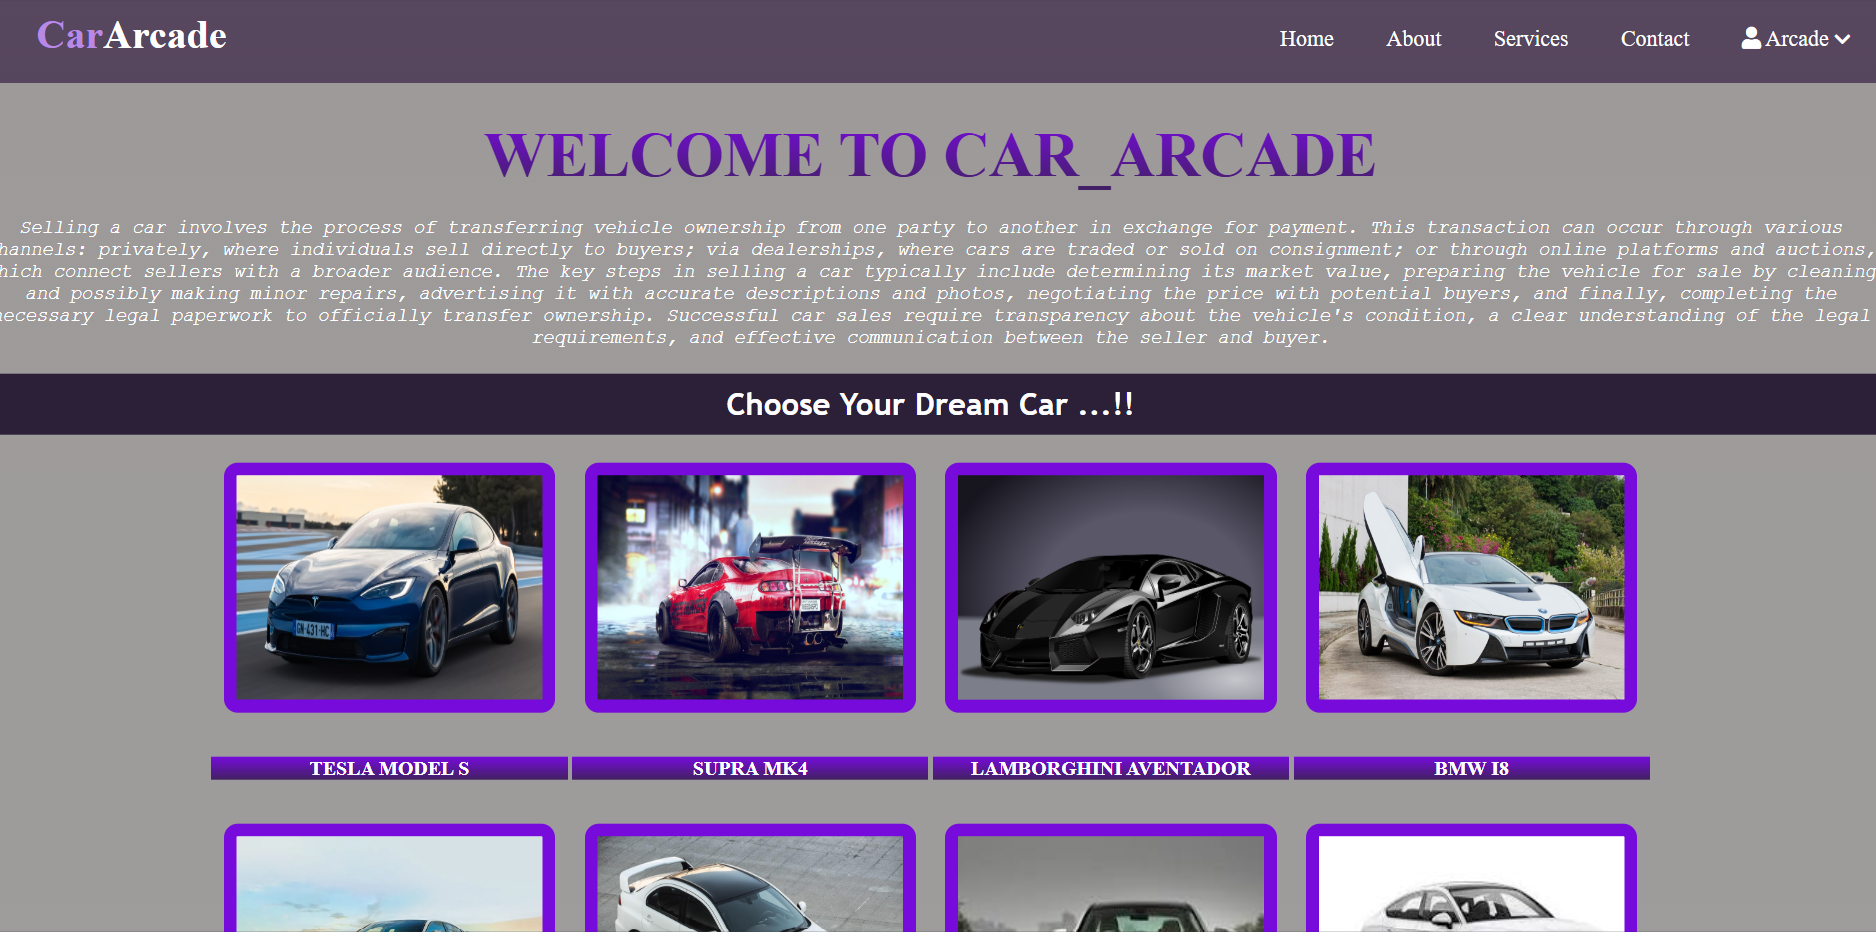 CarArcade
Home About Services Contact Arcade
WELCOME TO CAR_ARCADE
Selling a car involves the process of transferring vehicle ownership from one party to another in exchange for payment. This transaction can occur through various
hannels: privately, where individuals sell directly to buyers; via dealerships, where cars are traded or sold on consignment; or through online platforms and auctions,
hich connect sellers with a broader audience. The key steps in selling a car typically include determining its market value, preparing the vehicle for sale by cleaning
and possibly making minor repairs, advertising it with accurate descriptions and photos, negotiating the price with potential buyers, and finally, completing the
ecessary legal paperwork to officially transfer ownership. Successful car sales require transparency about the vehicle's condition, a clear understanding of the legal
requirements, and effective communication between the seller and buyer.
Choose Your Dream Car ...!!
GN-431-HC
TESLA MODEL S
SUPRA MK4
LAMBORGHINI AVENTADOR
BMW I8